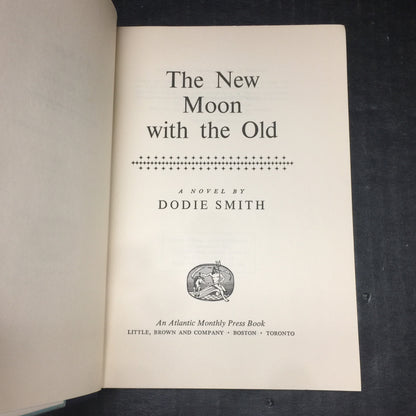 The New
Moon
with the Old
A NOVEL BY
DODIE SMITH
An Atlantic Monthly Press Book
LITTLE, BROWN AND COMPANY • BOSTON • TORONTO